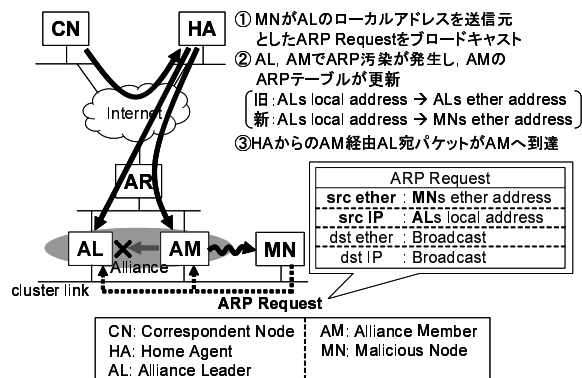 CN
HA
Internet
AR
AL
AM
MN
Alliance
cluster link
ARP Request
① MNがALのローカルアドレスを送信元
としたARP Requestをブロードキャスト
② AL, AMでARP汚染が発生し, AMの
ARPテーブルが更新
旧:ALs local address → ALs ether address
新:ALs local address → MNs ether address
③HAからのAM経由AL宛パケットがAMへ到達
ARP Request
src ether : MNs ether address
src IP : ALs local address
dst ether : Broadcast
dst IP : Broadcast
CN: Correspondent Node
HA: Home Agent
AL: Alliance Leader
AM: Alliance Member
MN: Malicious Node